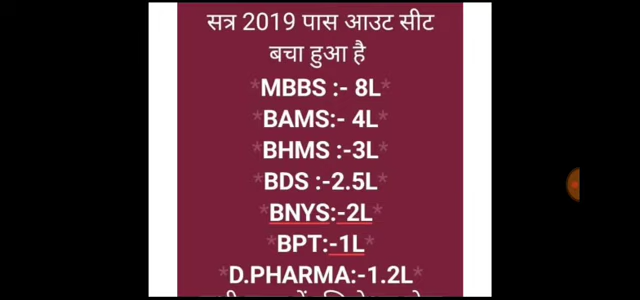 सत्र 2019 पास आउट सीट
बचा हुआ है
*MBBS :- 8L*
*BAMS:- 4L*
*BHMS :-3L*
*BDS :-2.5L*
*BNYS:-2L*
*BPT:-1L*
*D.PHARMA:-1.2L*